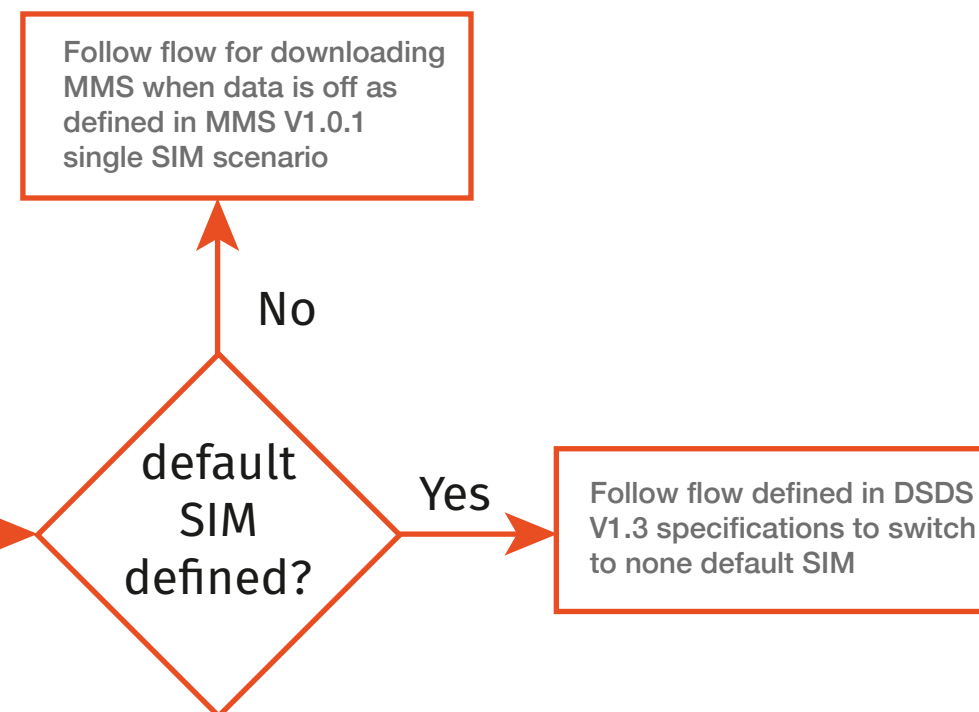 Follow flow for downloading
MMS when data is off as
defined in MMS V1.0.1
single SIM scenario
No
default
SIM
defined?
Yes
Follow flow defined in DSDS
V1.3 specifications to switch
to none default SIM